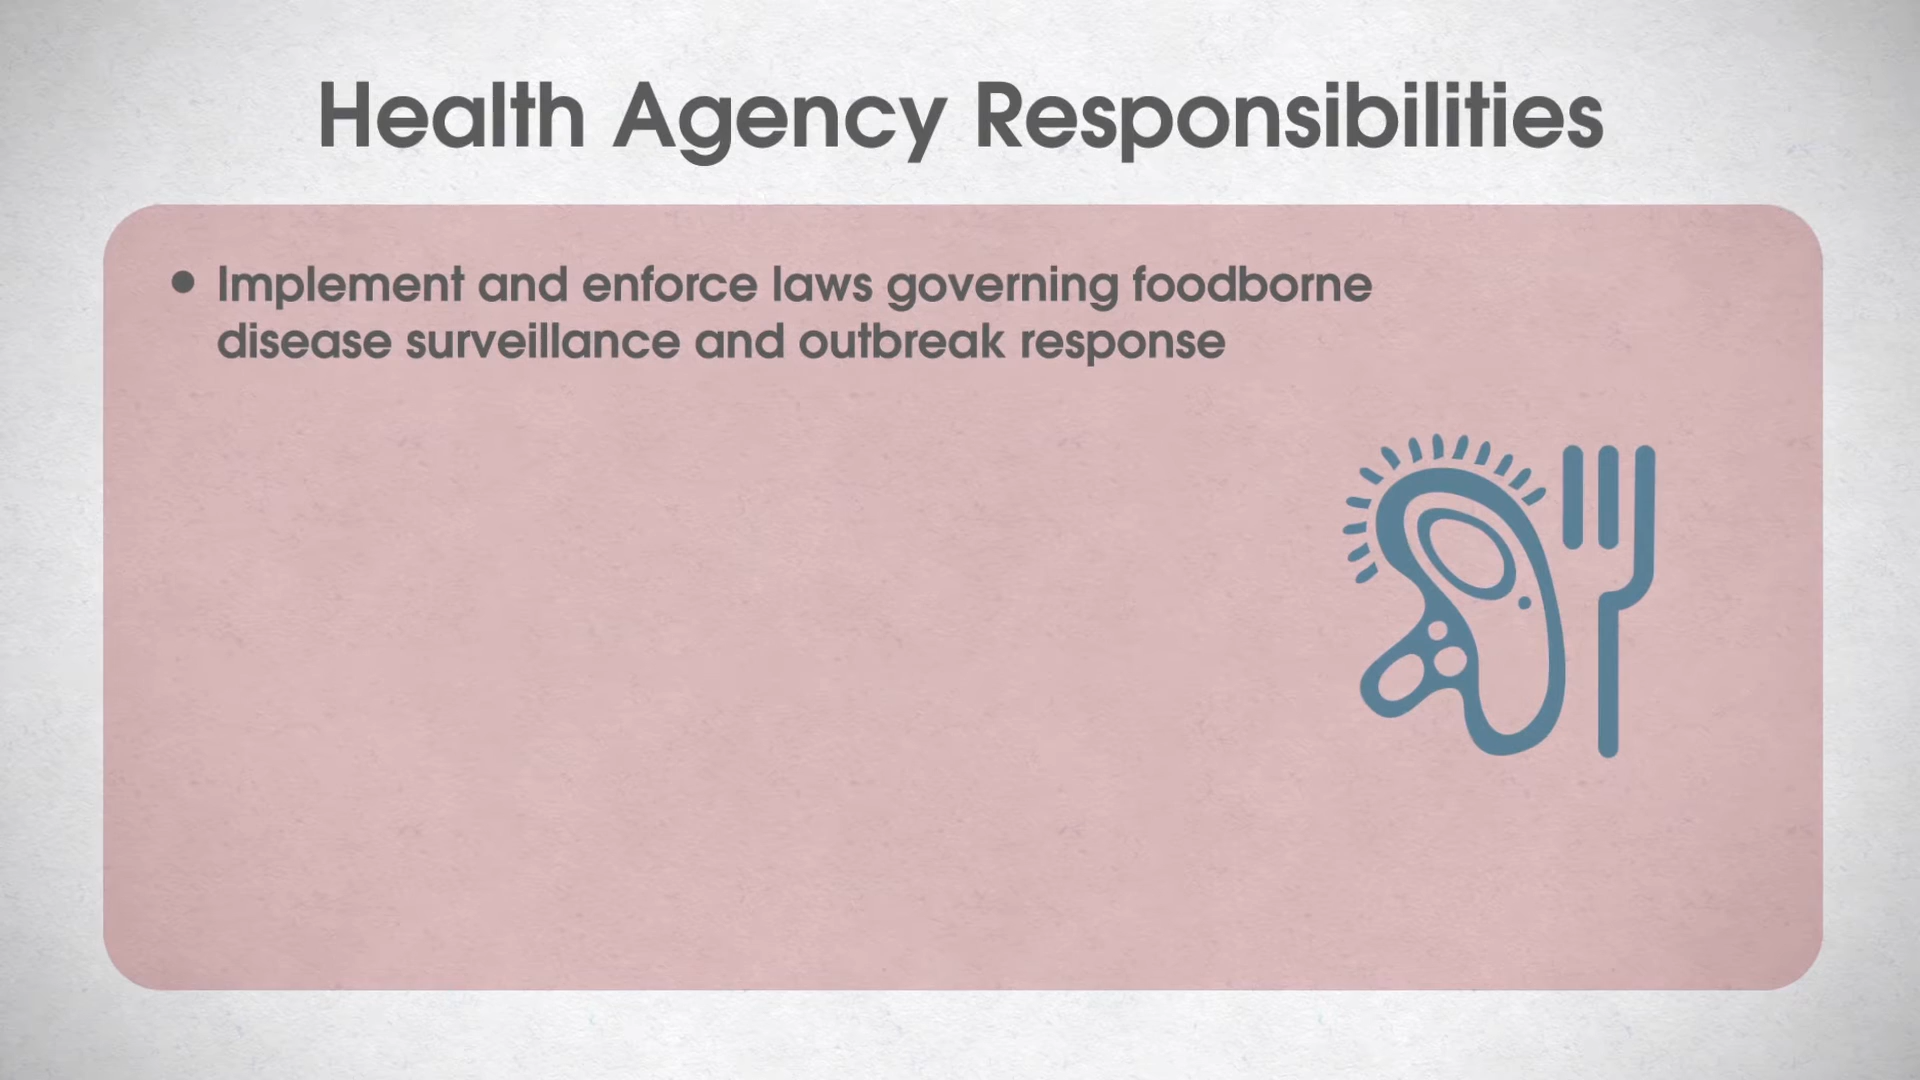 Health Agency Responsibilities
• Implement and enforce laws governing foodborne
disease surveillance and outbreak response